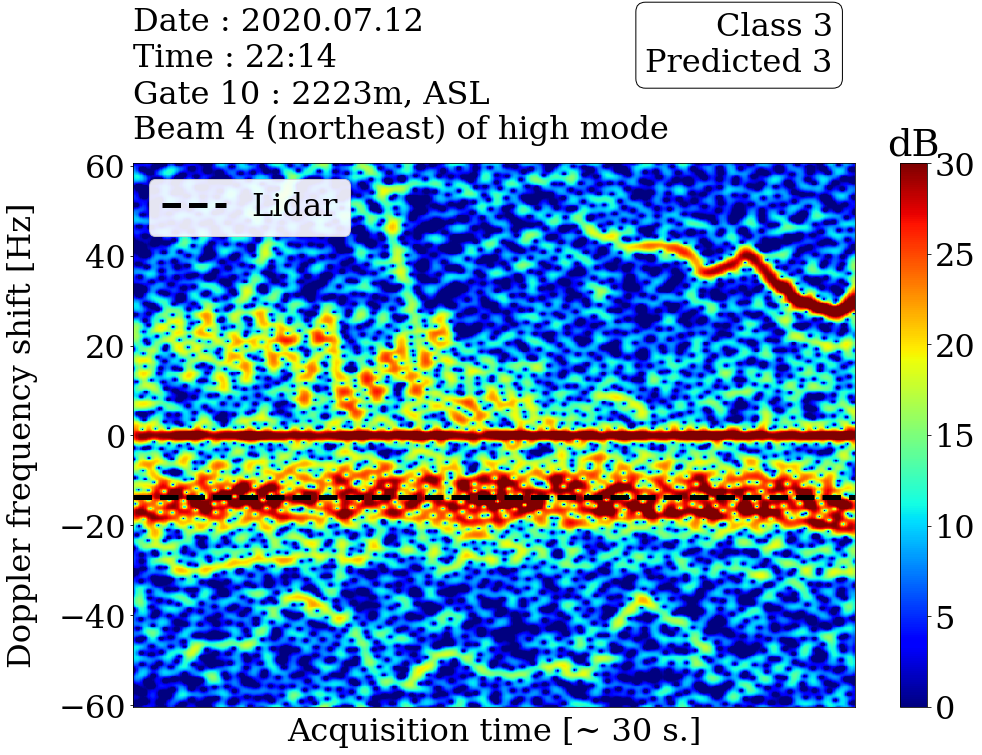 Date : 2020.07.12
Time : 22:14
Gate 10 : 2223m, ASL
Beam 4 (northeast) of high mode
Class 3
Predicted 3
dB
Lidar
60
40
20
0
−20
−40
−60
Doppler frequency shift [Hz]
Acquisition time [~ 30 s.]
30
25
20
15
10
5
0